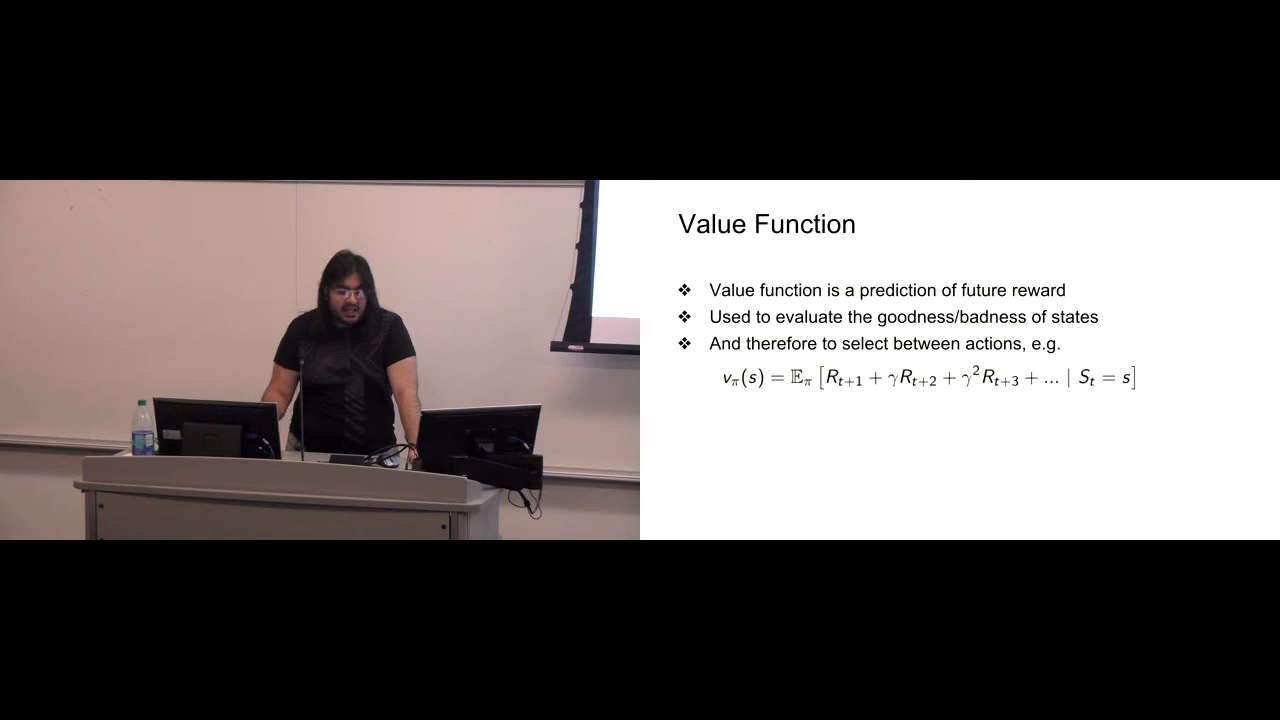 Value Function
❖ Value function is a prediction of future reward
❖ Used to evaluate the goodness/badness of states
❖ And therefore to select between actions, e.g.
vπ(s) = 𝔼π [Rt+1 + γRt+2 + γ²Rt+3 + ... | St = s]